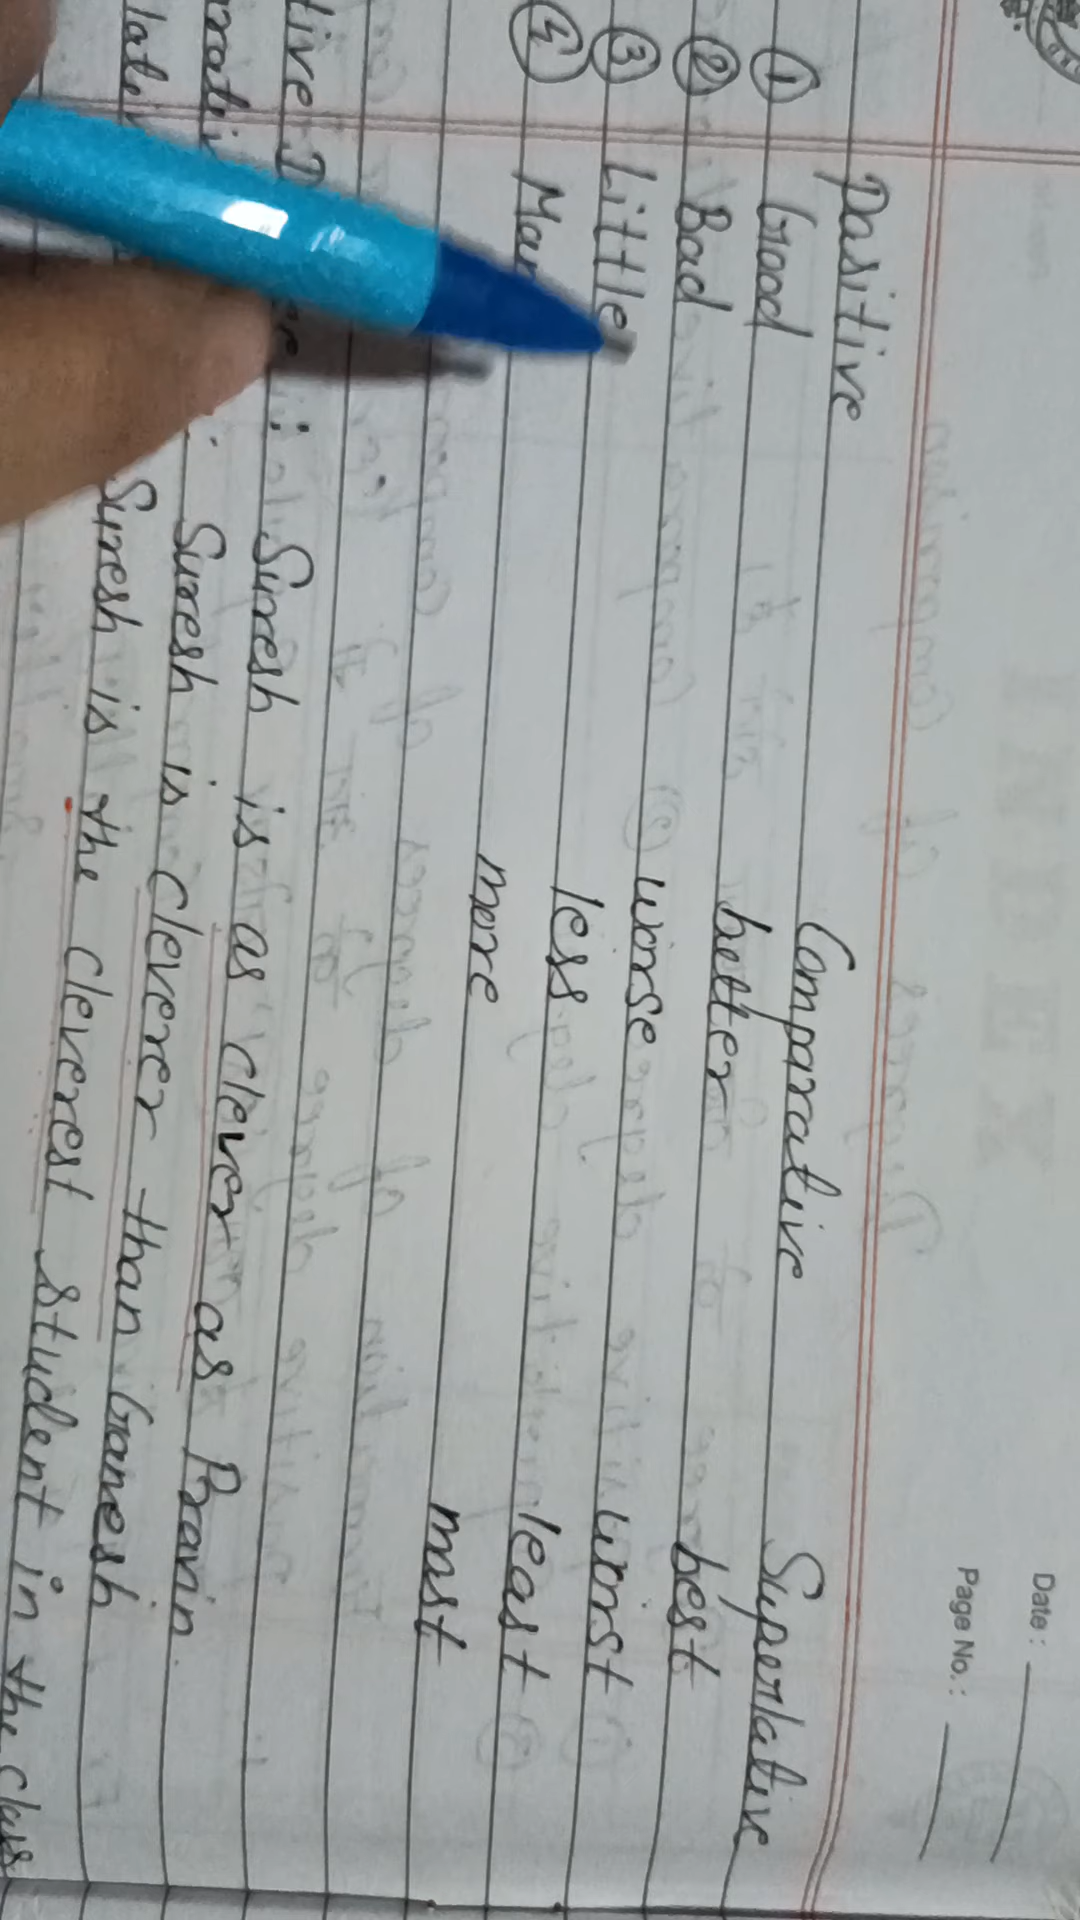 Date :
Page No. :
Positive Comparative Superlative
① Good better best
② Bad worse worst
③ Little less least
④ more most
: Suresh is as clever as Pravin.
: Suresh is clever than Ganesh
Suresh is the cleverest student in the class